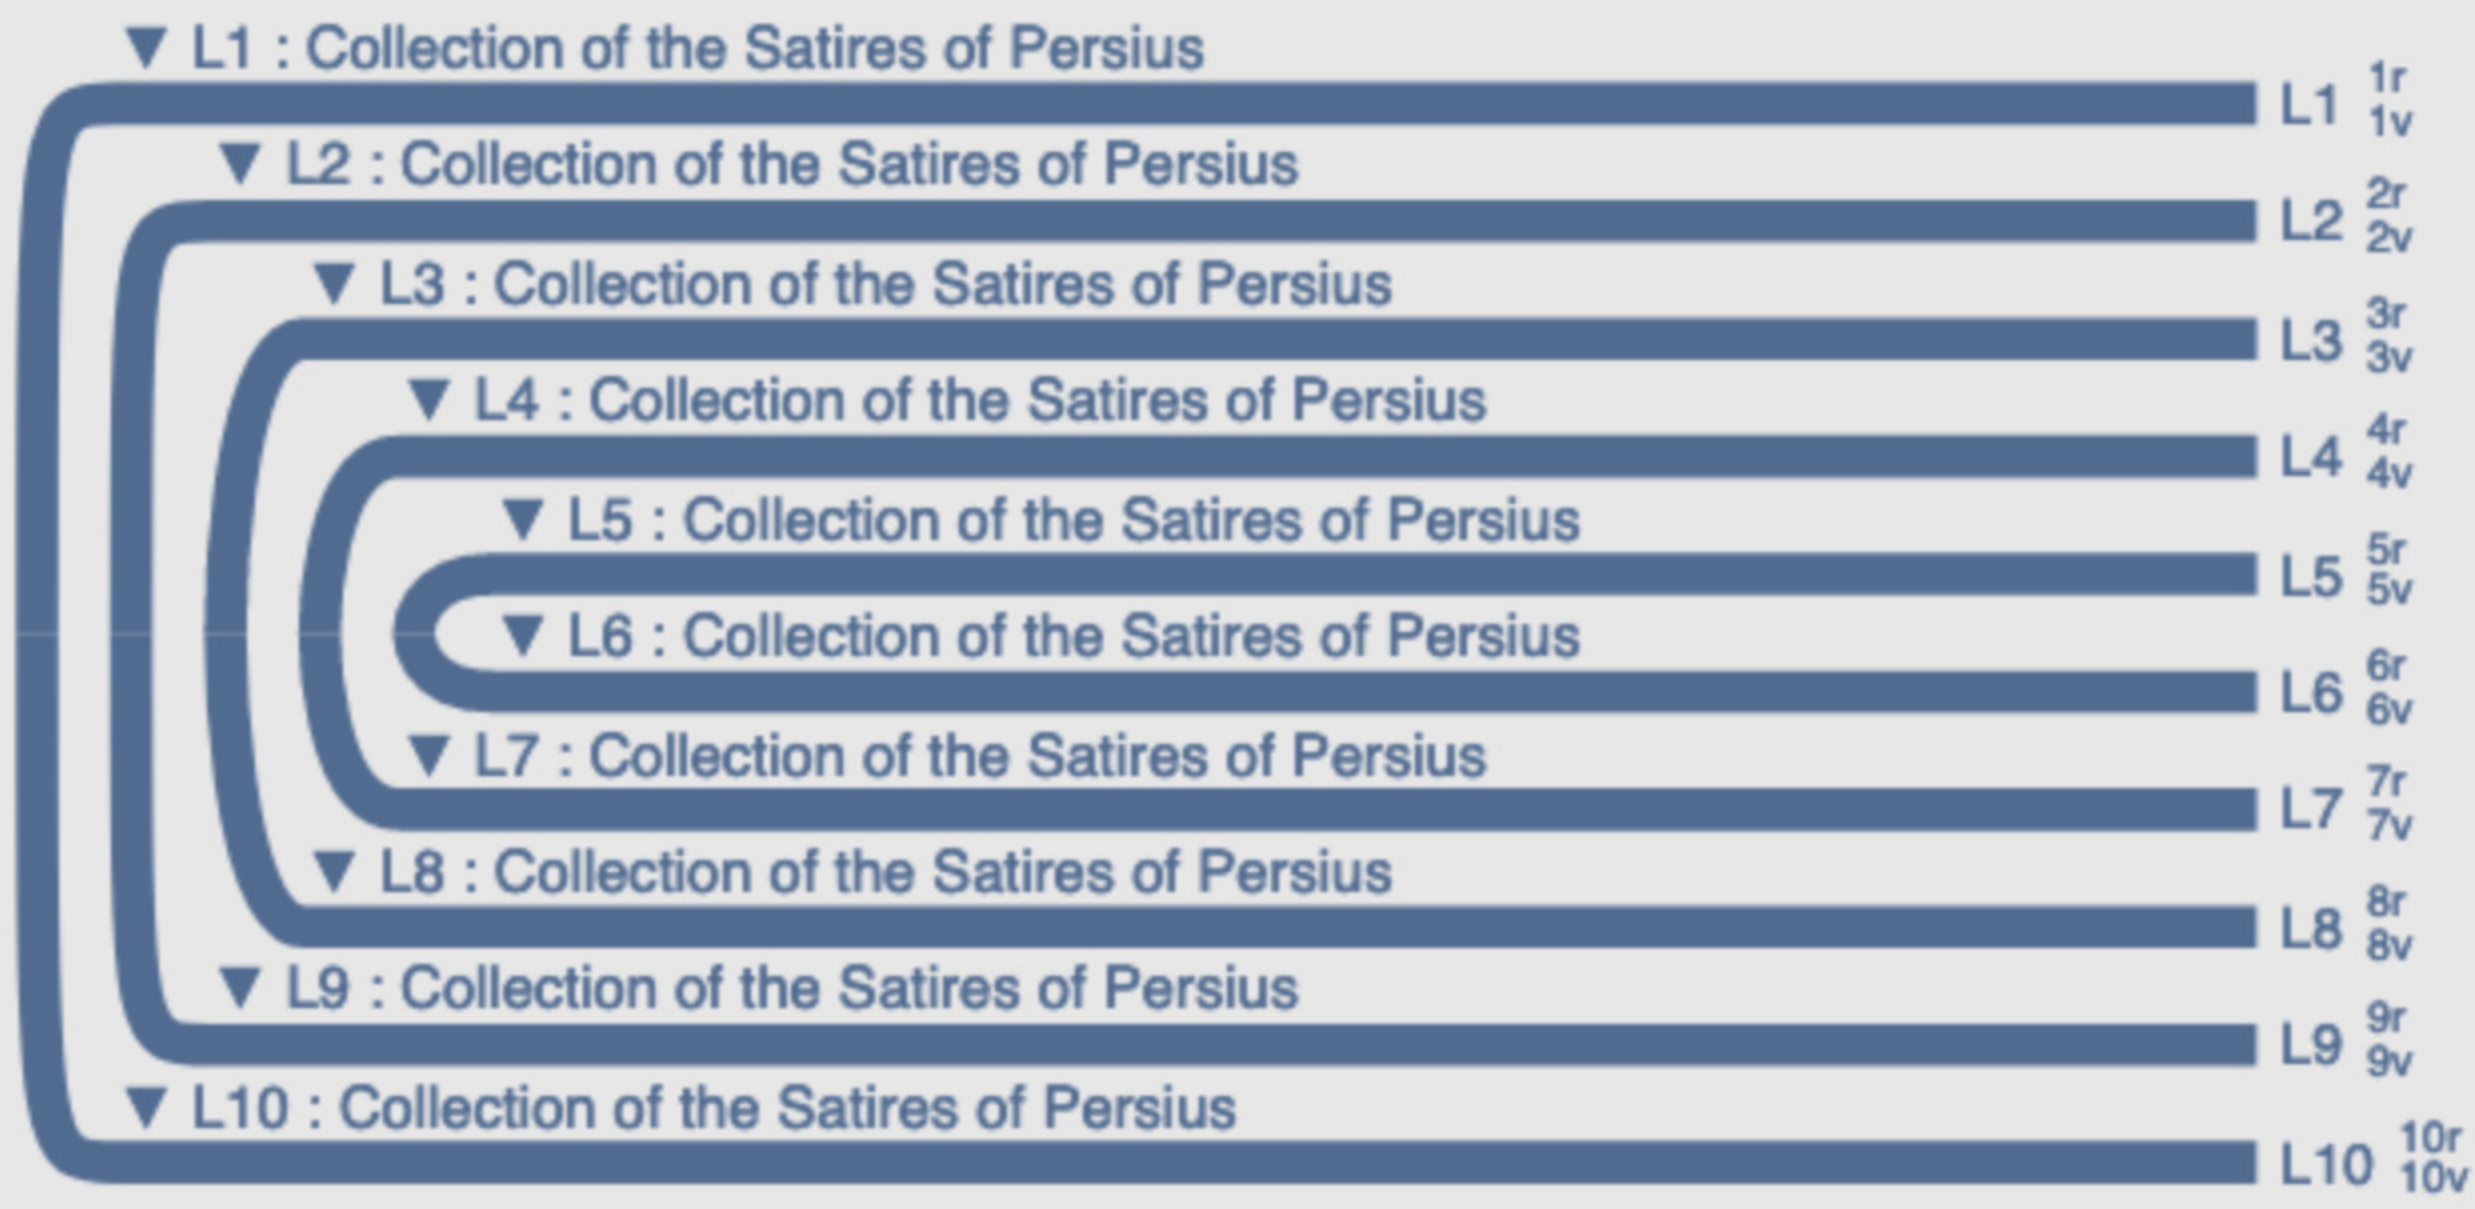 ▼ L1 : Collection of the Satires of Persius
L1 1r
1v
▼ L2 : Collection of the Satires of Persius
L2 2r
2v
▼ L3 : Collection of the Satires of Persius
L3 3r
3v
▼ L4 : Collection of the Satires of Persius
L4 4r
4v
▼ L5 : Collection of the Satires of Persius
L5 5r
5v
▼ L6 : Collection of the Satires of Persius
L6 6r
6v
▼ L7 : Collection of the Satires of Persius
L7 7r
7v
▼ L8 : Collection of the Satires of Persius
L8 8r
8v
▼ L9 : Collection of the Satires of Persius
L9 9r
9v
▼ L10 : Collection of the Satires of Persius
L10 10r
10v